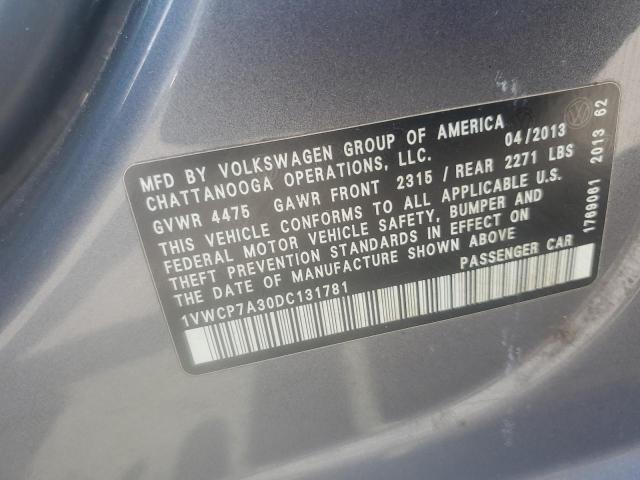 MFD BY VOLKSWAGEN GROUP OF AMERICA
CHATTANOOGA OPERATIONS, LLC. 04/2013
GVWR 4475 GAWR FRONT 2315 / REAR 2271 LBS
THIS VEHICLE CONFORMS TO ALL APPLICABLE U.S.
FEDERAL MOTOR VEHICLE SAFETY, BUMPER AND
THEFT PREVENTION STANDARDS IN EFFECT ON
THE DATE OF MANUFACTURE SHOWN ABOVE
1VWCP7A30DC131781 PASSENGER CAR
1769061 2013 62